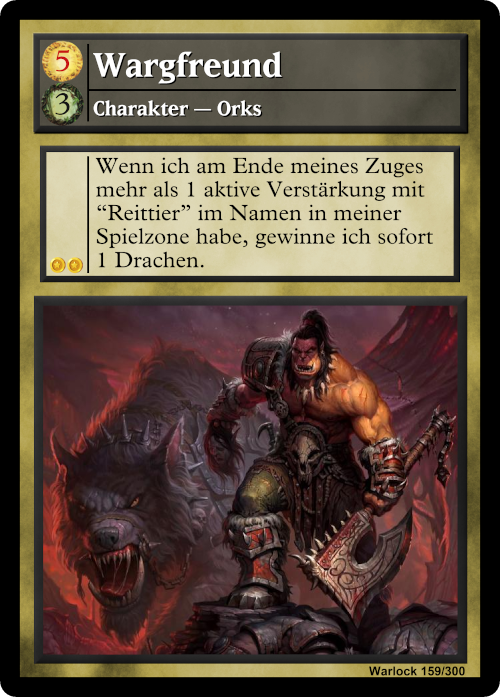 5
Wargfreund
3
Charakter — Orks
Wenn ich am Ende meines Zuges
mehr als 1 aktive Verstärkung mit
“Reittier” im Namen in meiner
Spielzone habe, gewinne ich sofort
1 Drachen.
Warlock 159/300